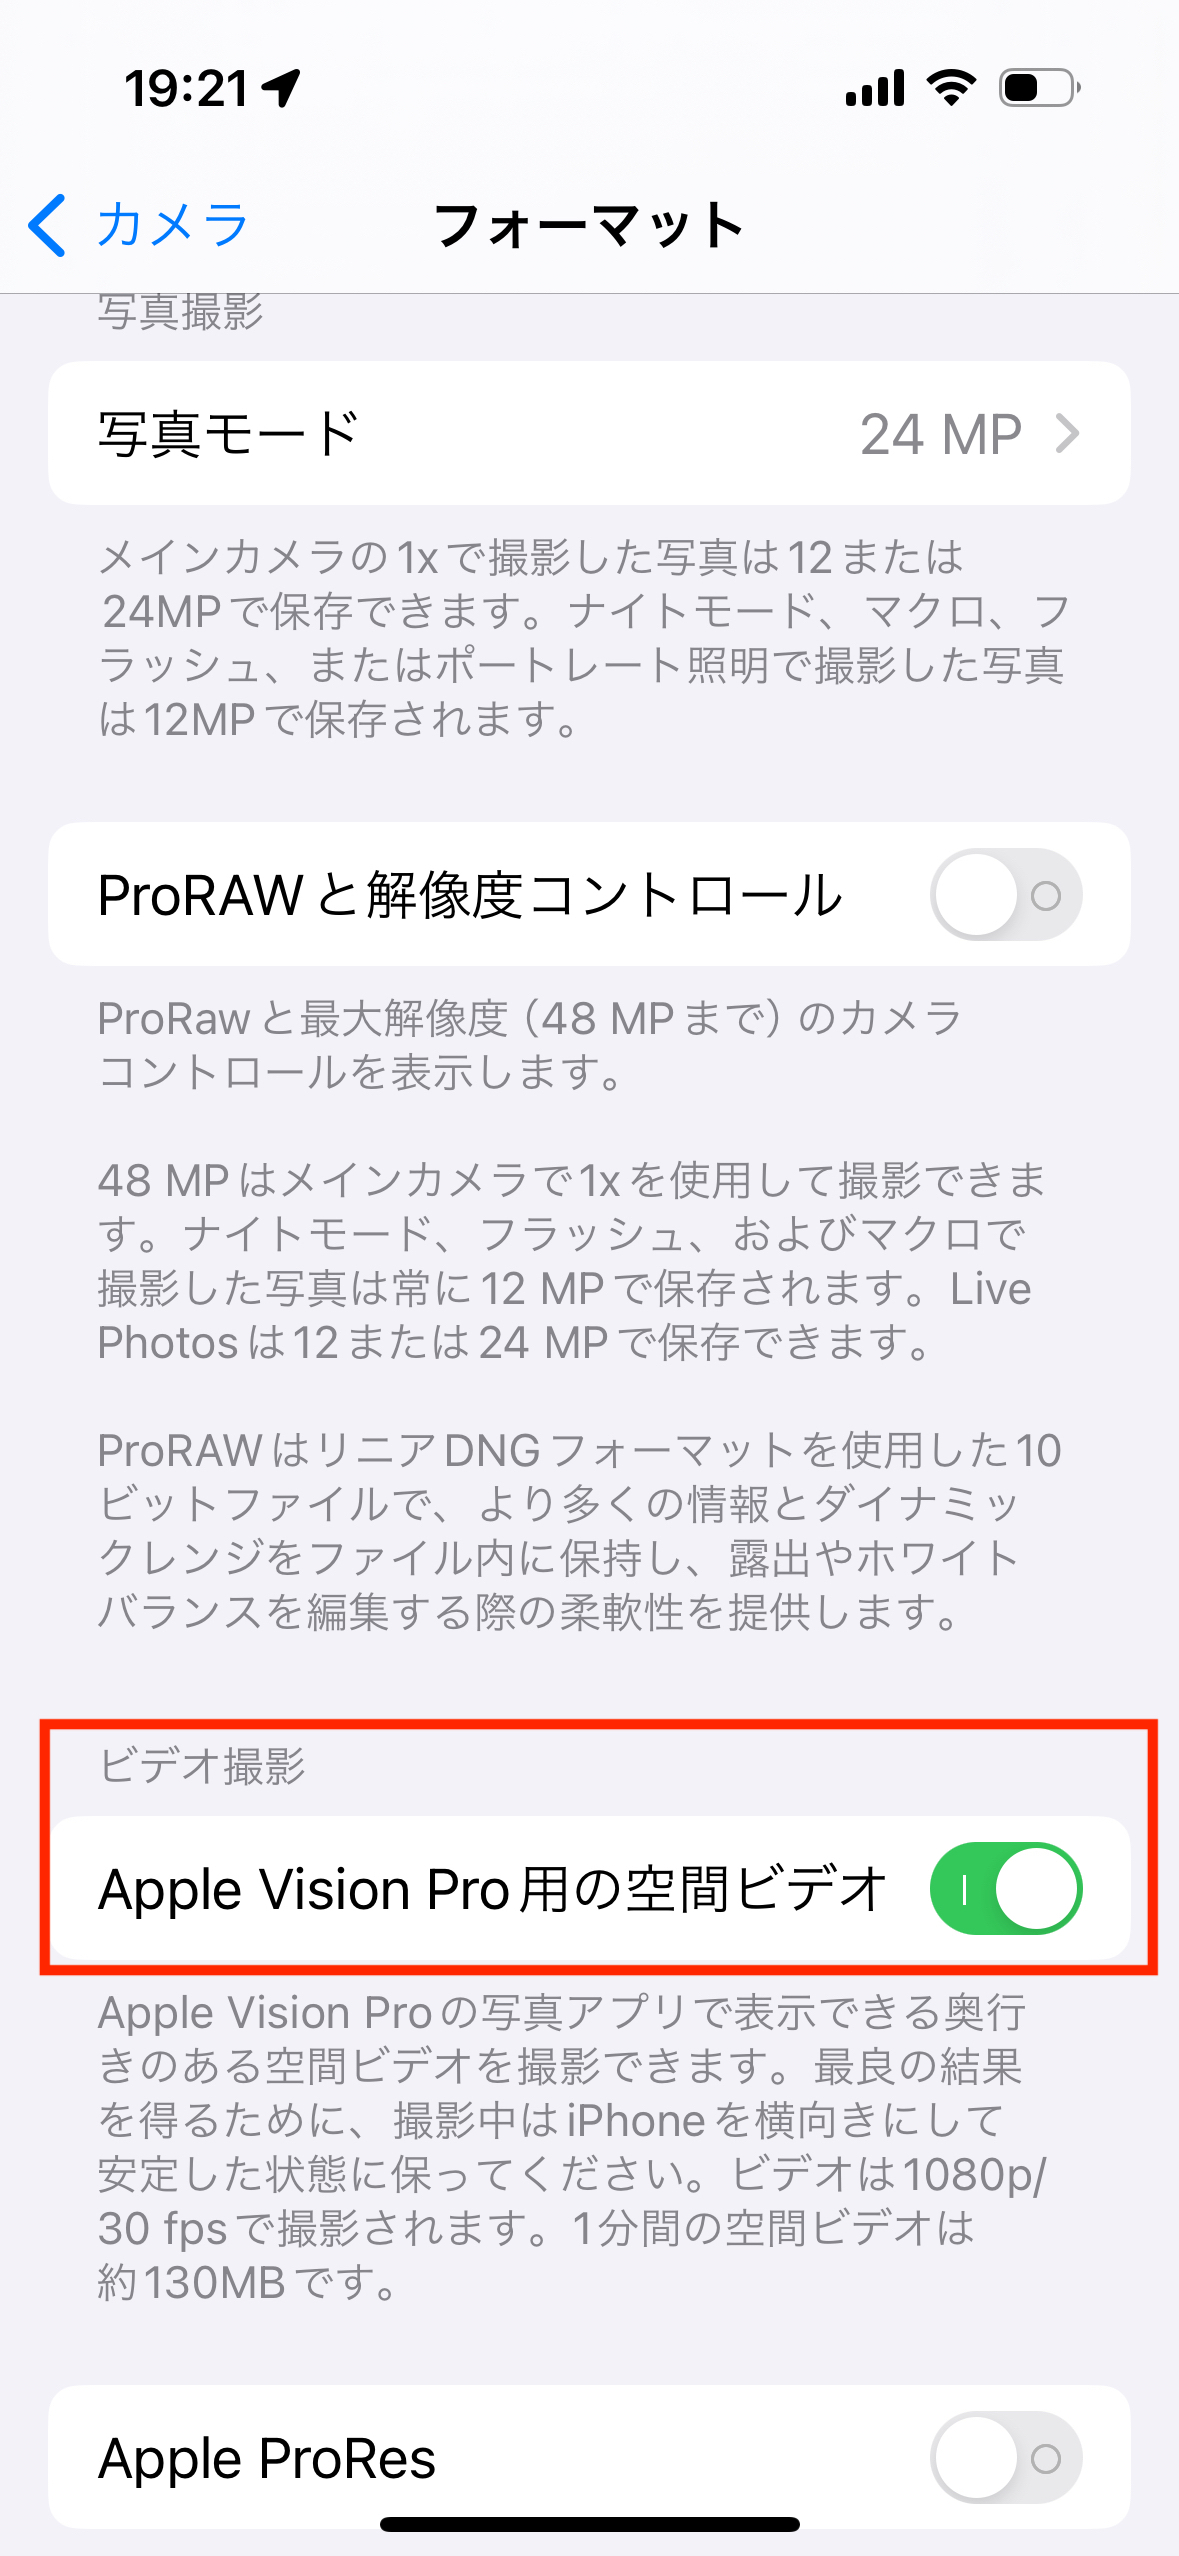 19:21
カメラ
フォーマット
写真撮影
写真モード
24 MP
メインカメラの1xで撮影した写真は12または
24MPで保存できます。ナイトモード、マクロ、フ
ラッシュ、またはポートレート照明で撮影した写真
は12MPで保存されます。
ProRAWと解像度コントロール
ProRawと最大解像度（48 MPまで）のカメラ
コントロールを表示します。
48 MPはメインカメラで1xを使用して撮影できま
す。ナイトモード、フラッシュ、およびマクロで
撮影した写真は常に12 MPで保存されます。Live
Photosは12または24 MPで保存できます。
ProRAWはリニアDNGフォーマットを使用した10
ビットファイルで、より多くの情報とダイナミッ
クレンジをファイル内に保持し、露出やホワイト
バランスを編集する際の柔軟性を提供します。
ビデオ撮影
Apple Vision Pro用の空間ビデオ
Apple Vision Proの写真アプリで表示できる奥行
きのある空間ビデオを撮影できます。最良の結果
を得るために、撮影中はiPhoneを横向きにして
安定した状態に保ってください。ビデオは1080p/
30 fpsで撮影されます。1分間の空間ビデオは
約130MBです。
Apple ProRes